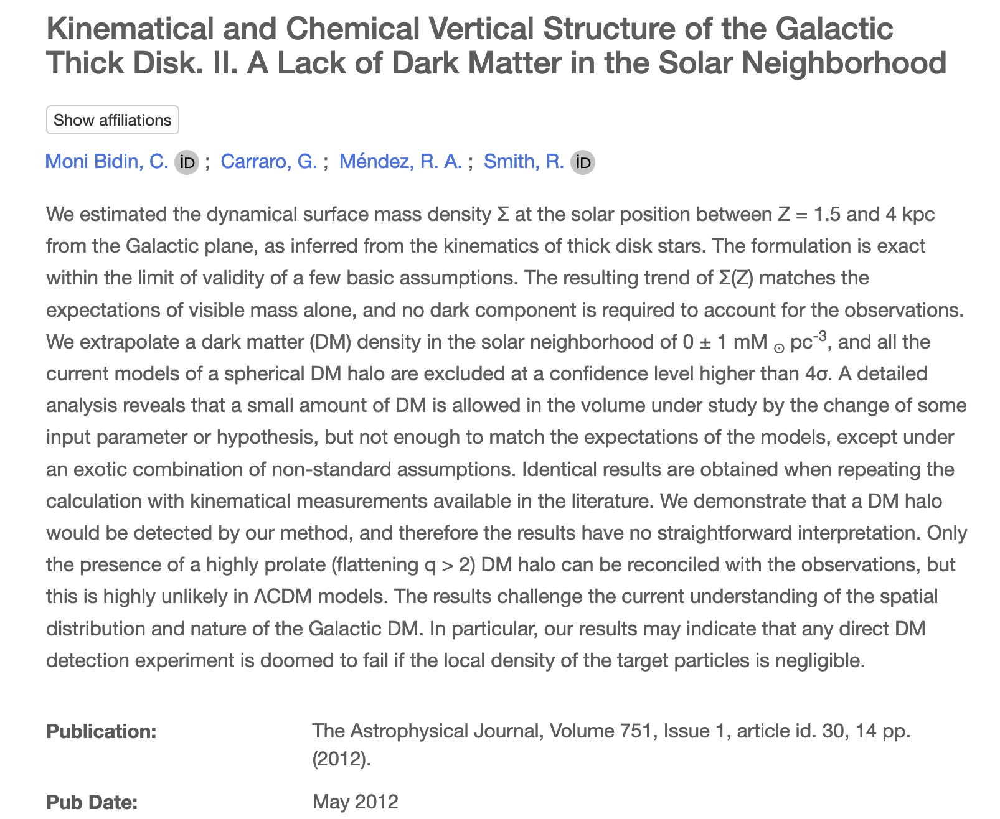 Kinematical and Chemical Vertical Structure of the Galactic
Thick Disk. II. A Lack of Dark Matter in the Solar Neighborhood
Show affiliations
Moni Bidin, C. iD ; Carraro, G. ; Méndez, R. A. ; Smith, R. iD
We estimated the dynamical surface mass density Σ at the solar position between Z = 1.5 and 4 kpc
from the Galactic plane, as inferred from the kinematics of thick disk stars. The formulation is exact
within the limit of validity of a few basic assumptions. The resulting trend of Σ(Z) matches the
expectations of visible mass alone, and no dark component is required to account for the observations.
We extrapolate a dark matter (DM) density in the solar neighborhood of 0 ± 1 mM ⊙ pc⁻³, and all the
current models of a spherical DM halo are excluded at a confidence level higher than 4σ. A detailed
analysis reveals that a small amount of DM is allowed in the volume under study by the change of some
input parameter or hypothesis, but not enough to match the expectations of the models, except under
an exotic combination of non-standard assumptions. Identical results are obtained when repeating the
calculation with kinematical measurements available in the literature. We demonstrate that a DM halo
would be detected by our method, and therefore the results have no straightforward interpretation. Only
the presence of a highly prolate (flattening q > 2) DM halo can be reconciled with the observations, but
this is highly unlikely in ΛCDM models. The results challenge the current understanding of the spatial
distribution and nature of the Galactic DM. In particular, our results may indicate that any direct DM
detection experiment is doomed to fail if the local density of the target particles is negligible.
Publication: The Astrophysical Journal, Volume 751, Issue 1, article id. 30, 14 pp.
(2012).
Pub Date: May 2012